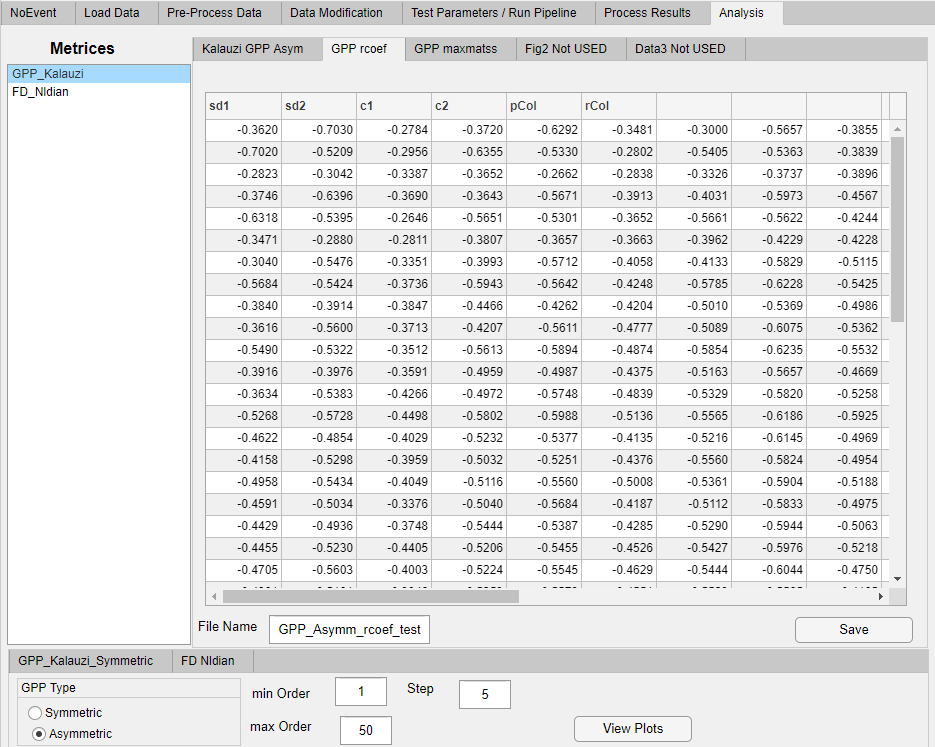 NoEvent Load Data Pre-Process Data Data Modification Test Parameters / Run Pipeline Process Results Analysis
Metrices
GPP_Kalauzi
FD_NIdian
Kalauzi GPP Asym GPP rcoef GPP maxmatss Fig2 Not USED Data3 Not USED
sd1 sd2 c1 c2 pCol rCol
-0.3620 -0.7030 -0.2784 -0.3720 -0.6292 -0.3481 -0.3000 -0.5657 -0.3855
-0.7020 -0.5209 -0.2956 -0.6355 -0.5330 -0.2802 -0.5405 -0.5363 -0.3839
-0.2823 -0.3042 -0.3387 -0.3652 -0.2662 -0.2838 -0.3326 -0.3737 -0.3896
-0.3746 -0.6396 -0.3690 -0.3643 -0.5671 -0.3913 -0.4031 -0.5973 -0.4567
-0.6318 -0.5395 -0.2646 -0.5651 -0.5301 -0.3652 -0.5661 -0.5622 -0.4244
-0.3471 -0.2880 -0.2811 -0.3807 -0.3657 -0.3663 -0.3962 -0.4229 -0.4228
-0.3040 -0.5476 -0.3351 -0.3993 -0.5712 -0.4058 -0.4133 -0.5829 -0.5115
-0.5684 -0.5424 -0.3736 -0.5943 -0.5642 -0.4248 -0.5785 -0.6228 -0.5425
-0.3840 -0.3914 -0.3847 -0.4466 -0.4262 -0.4204 -0.5010 -0.5369 -0.4986
-0.3616 -0.5600 -0.3713 -0.4207 -0.5611 -0.4777 -0.5089 -0.6075 -0.5362
-0.5490 -0.5322 -0.3512 -0.5613 -0.5894 -0.4874 -0.5854 -0.6235 -0.5532
-0.3916 -0.3976 -0.3591 -0.4959 -0.4987 -0.4375 -0.5163 -0.5657 -0.4669
-0.3634 -0.5383 -0.4266 -0.4972 -0.5748 -0.4839 -0.5329 -0.5820 -0.5258
-0.5268 -0.5728 -0.4498 -0.5802 -0.5988 -0.5136 -0.5565 -0.6186 -0.5925
-0.4622 -0.4854 -0.4029 -0.5232 -0.5377 -0.4135 -0.5216 -0.6145 -0.4969
-0.4158 -0.5298 -0.3959 -0.5032 -0.5251 -0.4376 -0.5560 -0.5824 -0.4954
-0.4958 -0.5434 -0.4049 -0.5116 -0.5560 -0.5008 -0.5361 -0.5904 -0.5188
-0.4591 -0.5034 -0.3376 -0.5040 -0.5684 -0.4187 -0.5112 -0.5833 -0.4975
-0.4429 -0.4936 -0.3748 -0.5444 -0.5387 -0.4285 -0.5290 -0.5944 -0.5063
-0.4455 -0.5230 -0.4405 -0.5206 -0.5455 -0.4526 -0.5427 -0.5976 -0.5218
-0.4705 -0.5603 -0.4003 -0.5224 -0.5545 -0.4629 -0.5444 -0.6044 -0.4750
File Name GPP_Asymm_rcoef_test Save
GPP_Kalauzi_Symmetric FD NIdian
GPP Type
Symmetric
Asymmetric
min Order 1 Step 5
max Order 50 View Plots